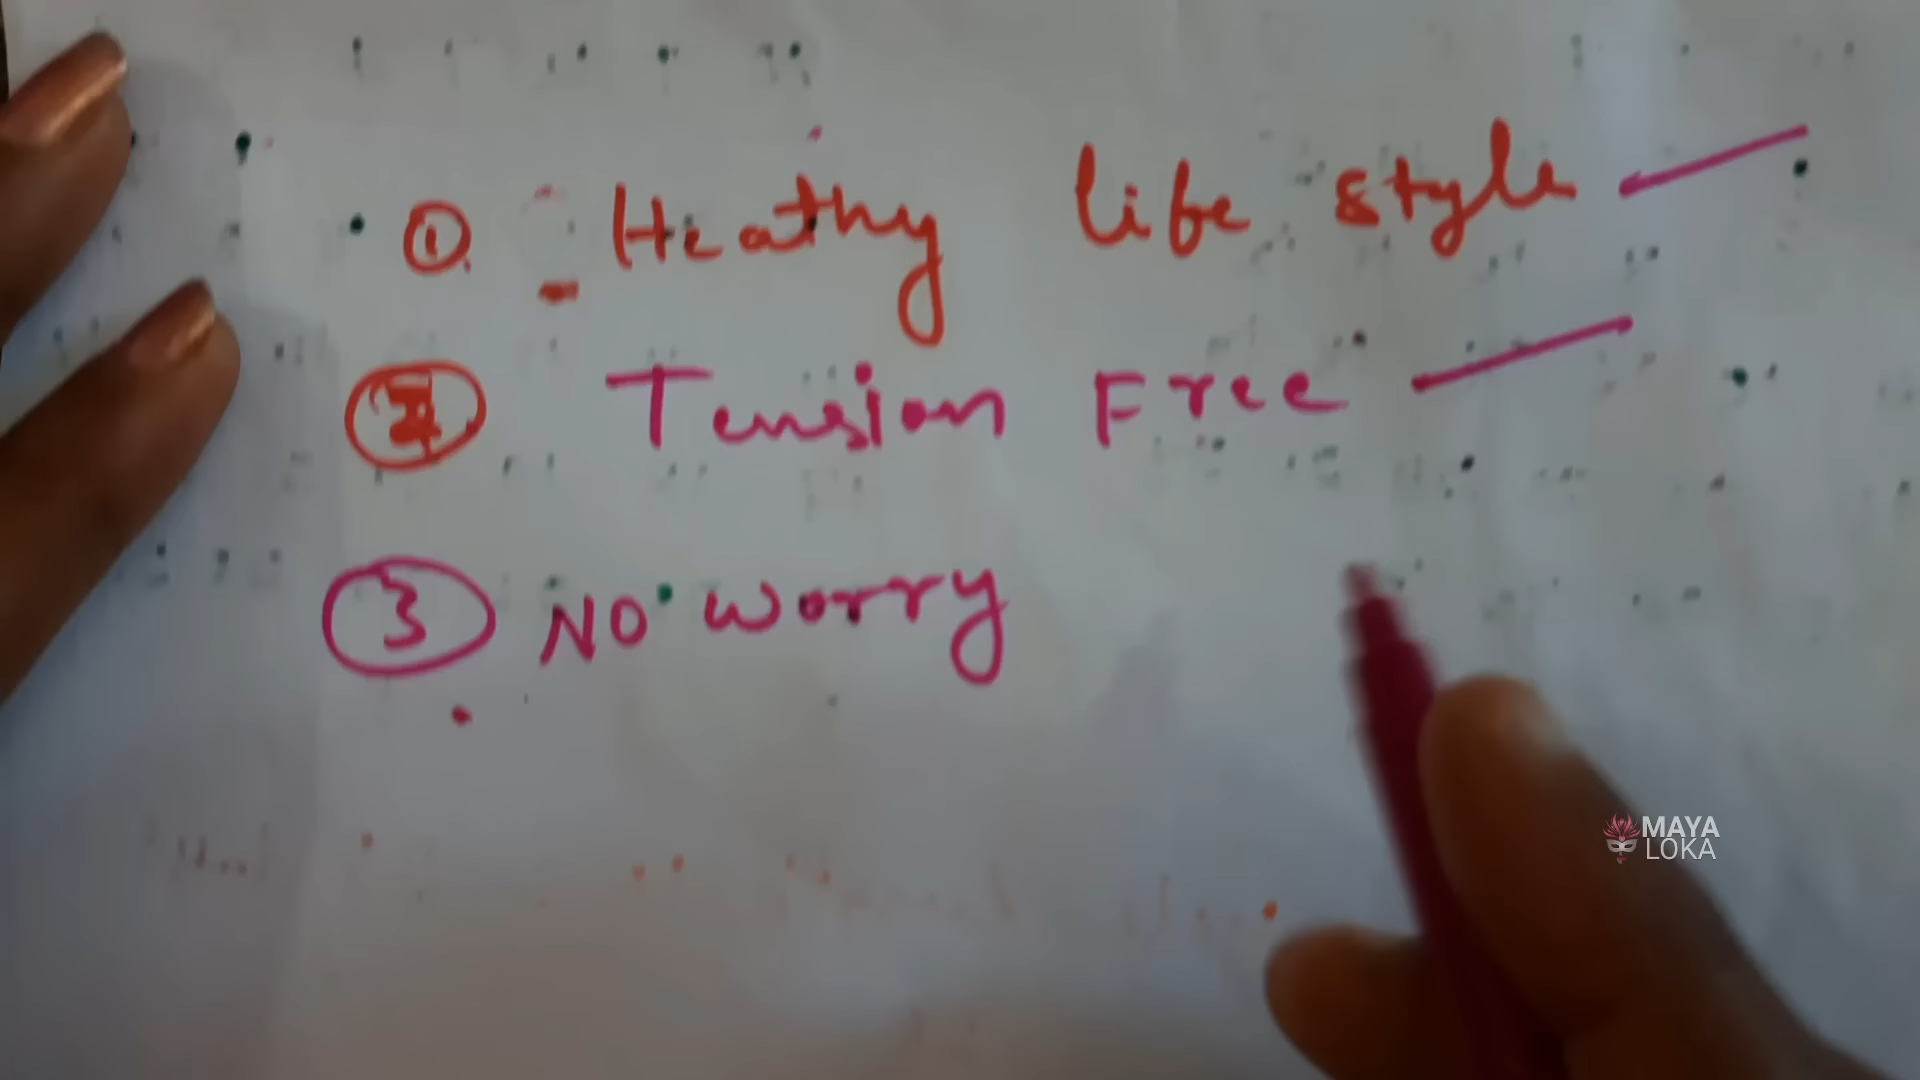 ① Heathy life style
② Tension Free
③ NO worry
MAYA
LOKA